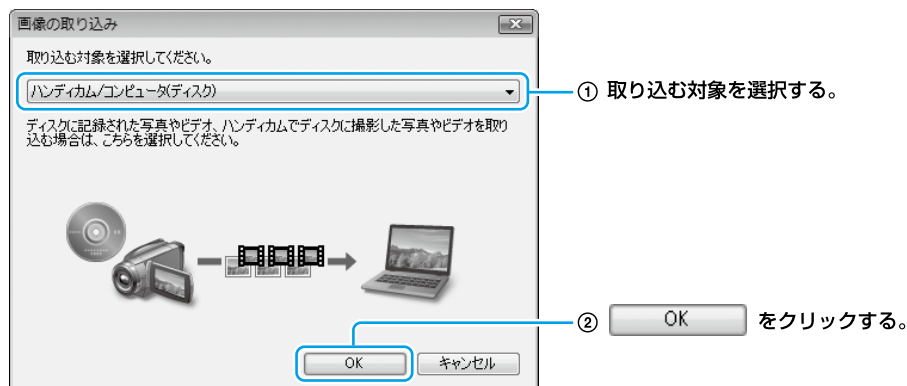 画像の取り込み
取り込む対象を選択してください。
ハンディカム/コンピュータ(ディスク)
① 取り込む対象を選択する。
ディスクに記録された写真やビデオ、ハンディカムでディスクに撮影した写真やビデオを取り
込む場合は、こちらを選択してください。
② OK をクリックする。
OK キャンセル